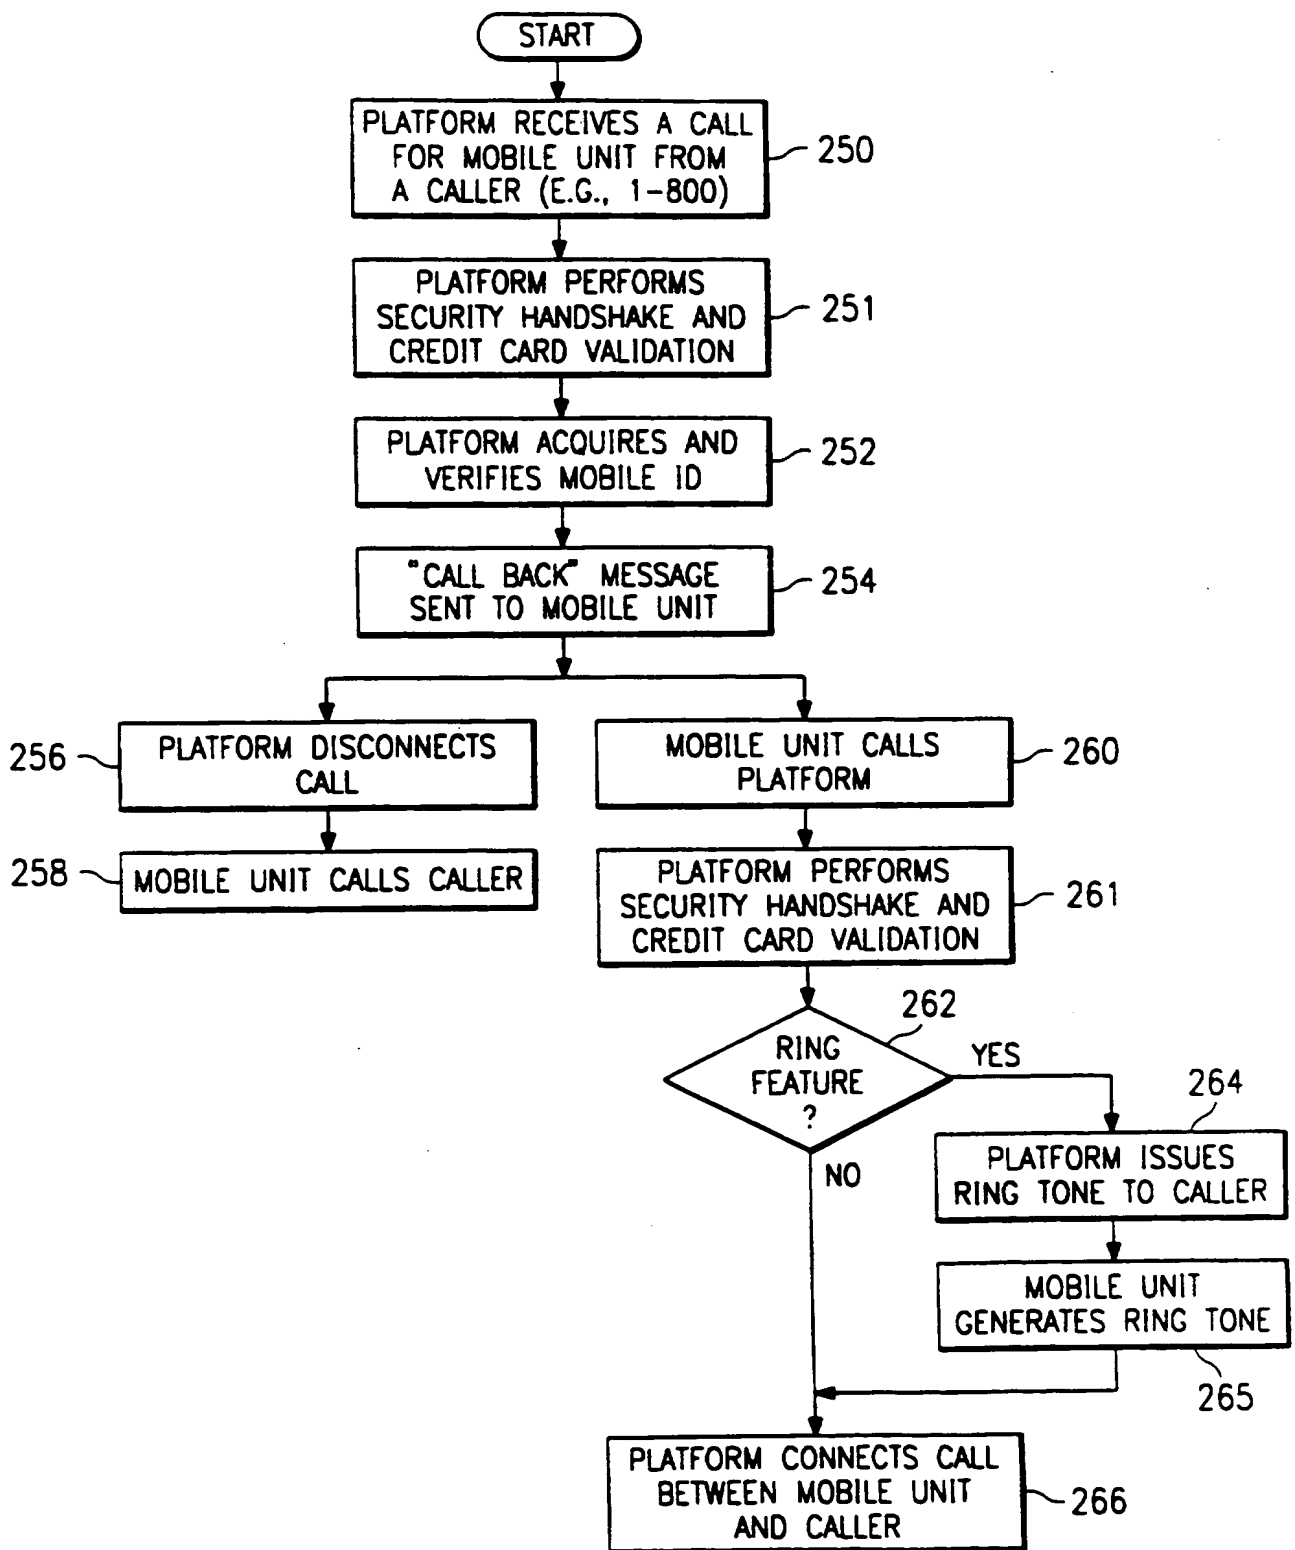 START
PLATFORM RECEIVES A CALL
FOR MOBILE UNIT FROM
A CALLER (E.G., 1-800)
250
PLATFORM PERFORMS
SECURITY HANDSHAKE AND
CREDIT CARD VALIDATION
251
PLATFORM ACQUIRES AND
VERIFIES MOBILE ID
252
"CALL BACK" MESSAGE
SENT TO MOBILE UNIT
254
256
PLATFORM DISCONNECTS
CALL
MOBILE UNIT CALLS
PLATFORM
260
258
MOBILE UNIT CALLS CALLER
PLATFORM PERFORMS
SECURITY HANDSHAKE AND
CREDIT CARD VALIDATION
261
262
RING
FEATURE
?
YES
NO
264
PLATFORM ISSUES
RING TONE TO CALLER
MOBILE UNIT
GENERATES RING TONE
265
PLATFORM CONNECTS CALL
BETWEEN MOBILE UNIT
AND CALLER
266